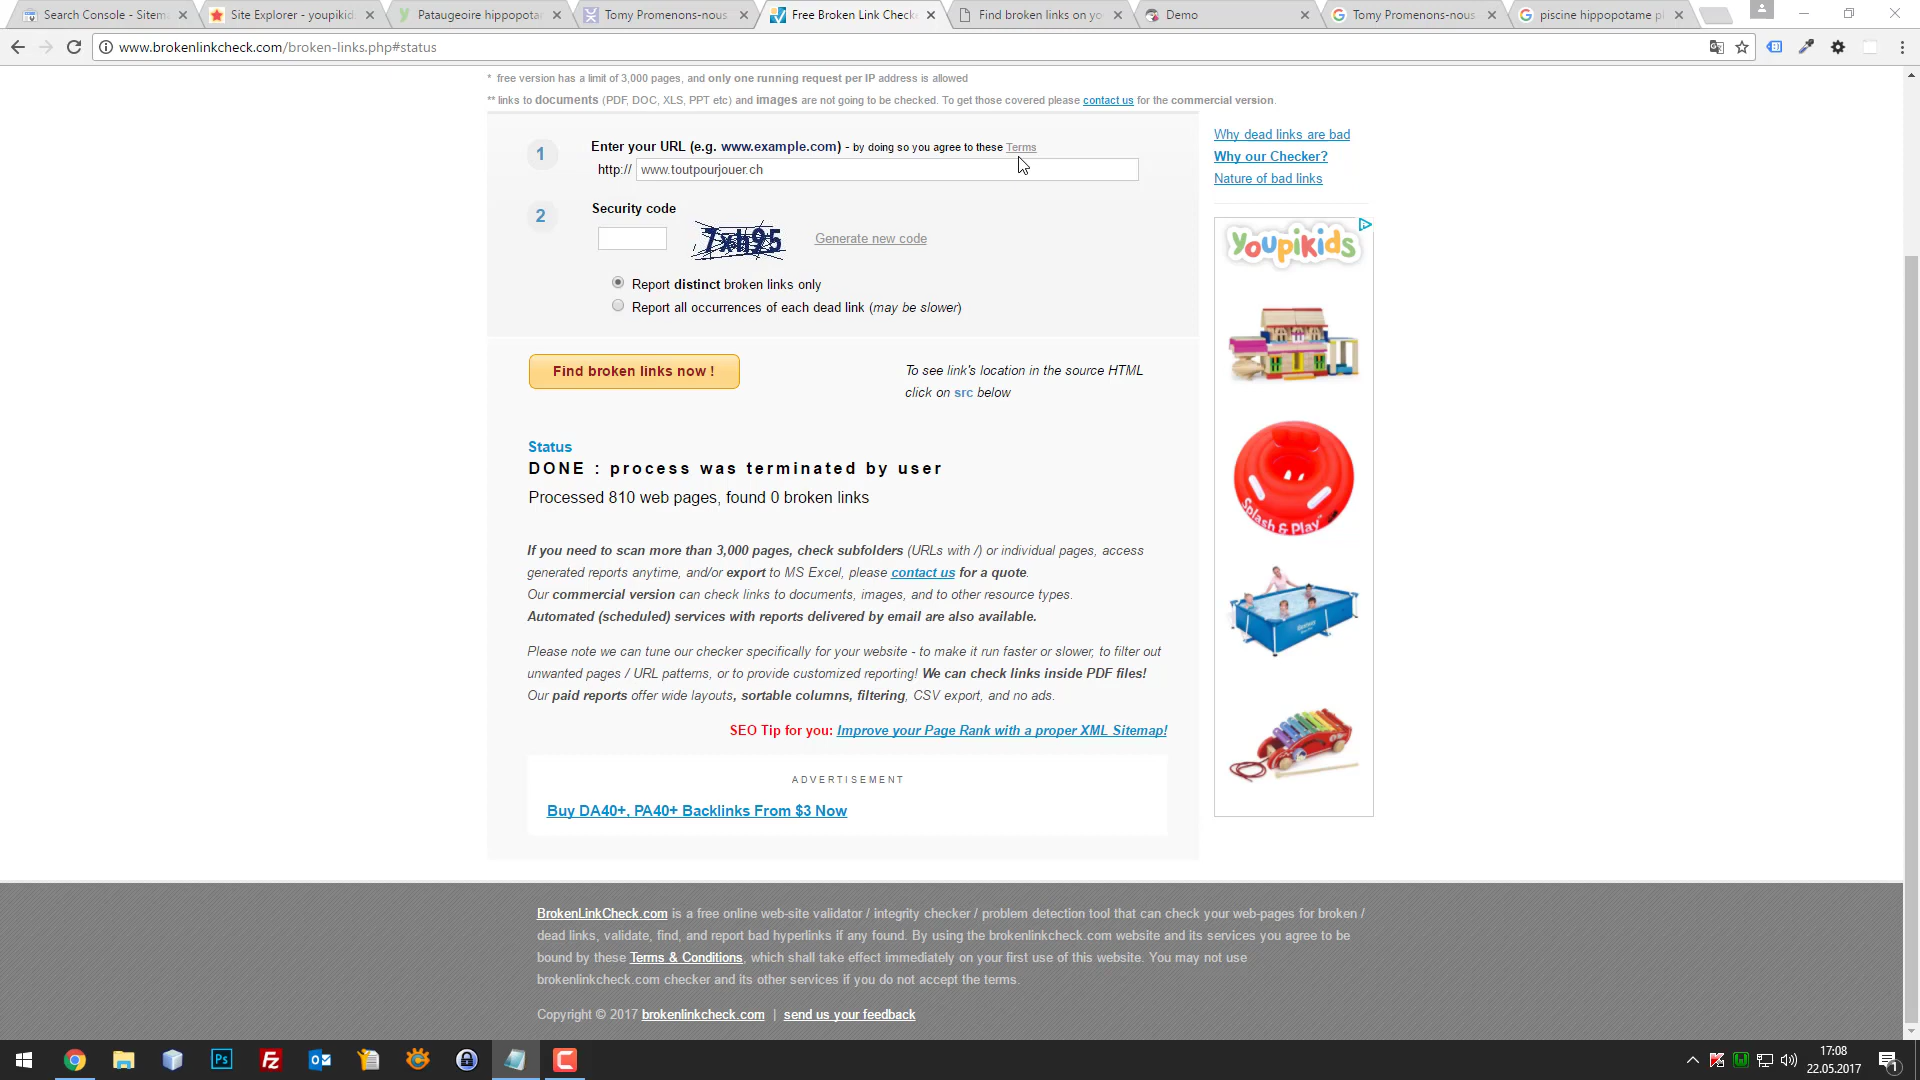 Search Console - Sitem
Site Explorer - youpikid
Pataugeoire hippopota
Tomy Promenons-nous
Free Broken Link Check
Find broken links on yo
Demo
Tomy Promenons-nous
piscine hippopotame p
www.brokenlinkcheck.com/broken-links.php#status
* free version has a limit of 3,000 pages, and only one running request per IP address is allowed
** links to documents (PDF, DOC, XLS, PPT etc) and images are not going to be checked. To get those covered please contact us for the commercial version.
1
Enter your URL (e.g. www.example.com) - by doing so you agree to these Terms
http:// www.toutpourjouer.ch
2
Security code
7xh95
Generate new code
Report distinct broken links only
Report all occurrences of each dead link (may be slower)
Find broken links now !
To see link's location in the source HTML
click on src below
Status
DONE : process was terminated by user
Processed 810 web pages, found 0 broken links
If you need to scan more than 3,000 pages, check subfolders (URLs with /) or individual pages, access
generated reports anytime, and/or export to MS Excel, please contact us for a quote.
Our commercial version can check links to documents, images, and to other resource types.
Automated (scheduled) services with reports delivered by email are also available.
Please note we can tune our checker specifically for your website - to make it run faster or slower, to filter out
unwanted pages / URL patterns, or to provide customized reporting! We can check links inside PDF files!
Our paid reports offer wide layouts, sortable columns, filtering, CSV export, and no ads.
SEO Tip for you: Improve your Page Rank with a proper XML Sitemap!
ADVERTISEMENT
Buy DA40+, PA40+ Backlinks From $3 Now
Why dead links are bad
Why our Checker?
Nature of bad links
Youpikids
Splash & Play
BrokenLinkCheck.com is a free online web-site validator / integrity checker / problem detection tool that can check your web-pages for broken /
dead links, validate, find, and report bad hyperlinks if any found. By using the brokenlinkcheck.com website and its services you agree to be
bound by these Terms & Conditions, which shall take effect immediately on your first use of this website. You may not use
brokenlinkcheck.com checker and its other services if you do not accept the terms.
Copyright © 2017 brokenlinkcheck.com | send us your feedback
Ps
Fz
17:08
22.05.2017
1